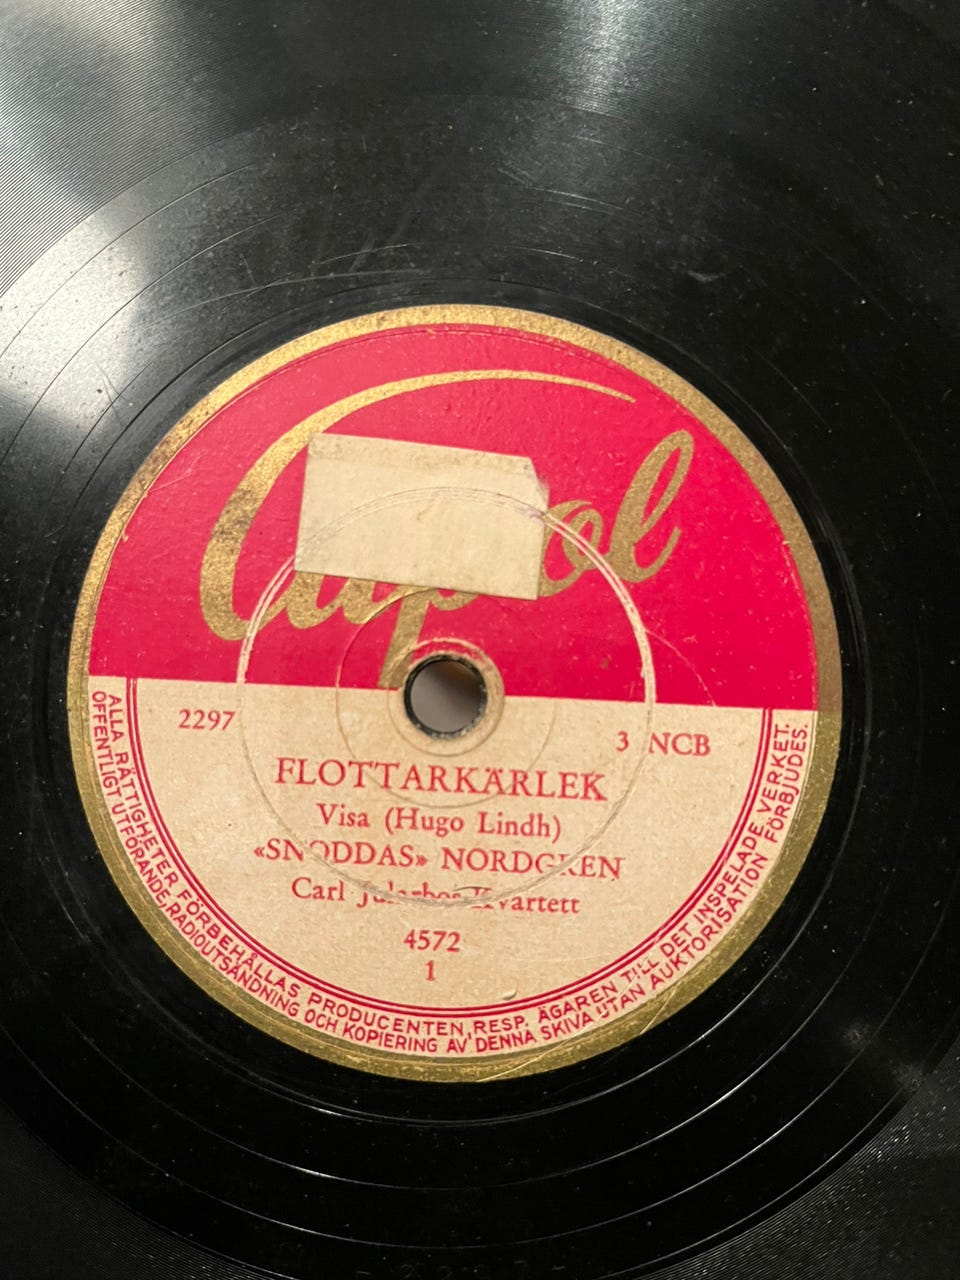 Cupol
2297
3 NCB
FLOTTARKÄRLEK
Visa (Hugo Lindh)
«SNODDAS» NORDGREN
Carl Jularbos Kvartett
4572
1
ALLA RÄTTIGHETER FÖRBEHÅLLAS PRODUCENTEN, RESP. ÄGAREN TILL DET INSPELADE VERKET.
OFFENTLIGT UTFÖRANDE, RADIOUTSÄNDNING OCH KOPIERING AV DENNA SKIVA UTAN AUKTORISATION FÖRBJUDES.